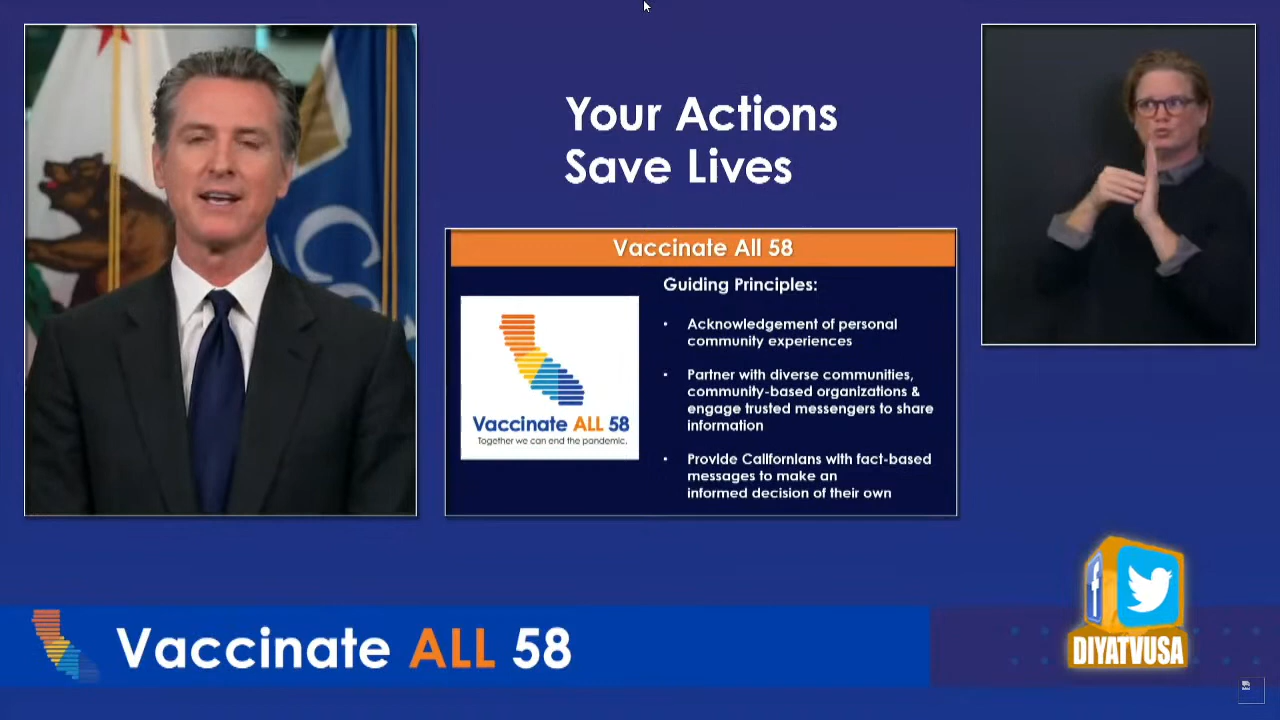 Your Actions
Save Lives
Vaccinate All 58
Guiding Principles:
• Acknowledgement of personal
community experiences
• Partner with diverse communities,
community-based organizations &
engage trusted messengers to share
information
• Provide Californians with fact-based
messages to make an
informed decision of their own
Vaccinate ALL 58
Together we can end the pandemic.
Vaccinate ALL 58
f
DIYATVUSA